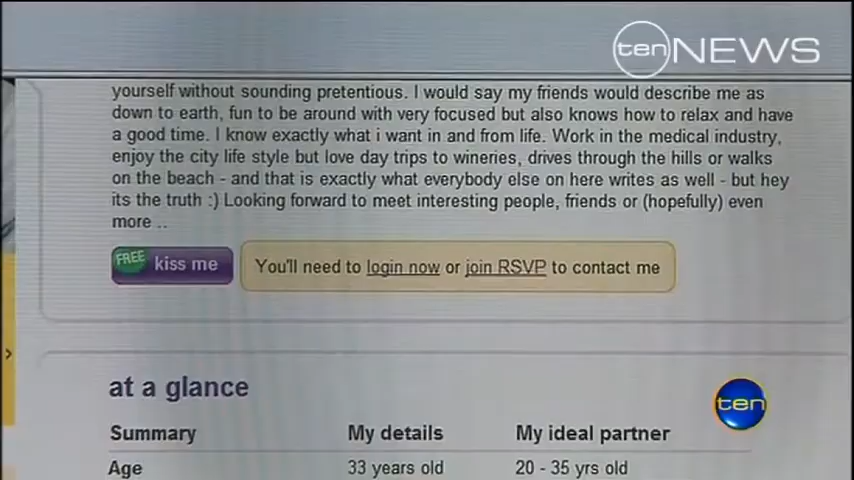 ten NEWS
yourself without sounding pretentious. I would say my friends would describe me as
down to earth, fun to be around with very focused but also knows how to relax and have
a good time. I know exactly what i want in and from life. Work in the medical industry,
enjoy the city life style but love day trips to wineries, drives through the hills or walks
on the beach - and that is exactly what everybody else on here writes as well - but hey
its the truth :) Looking forward to meet interesting people, friends or (hopefully) even
more ..
FREE kiss me You'll need to login now or join RSVP to contact me
at a glance
ten
Summary My details My ideal partner
Age 33 years old 20 - 35 yrs old